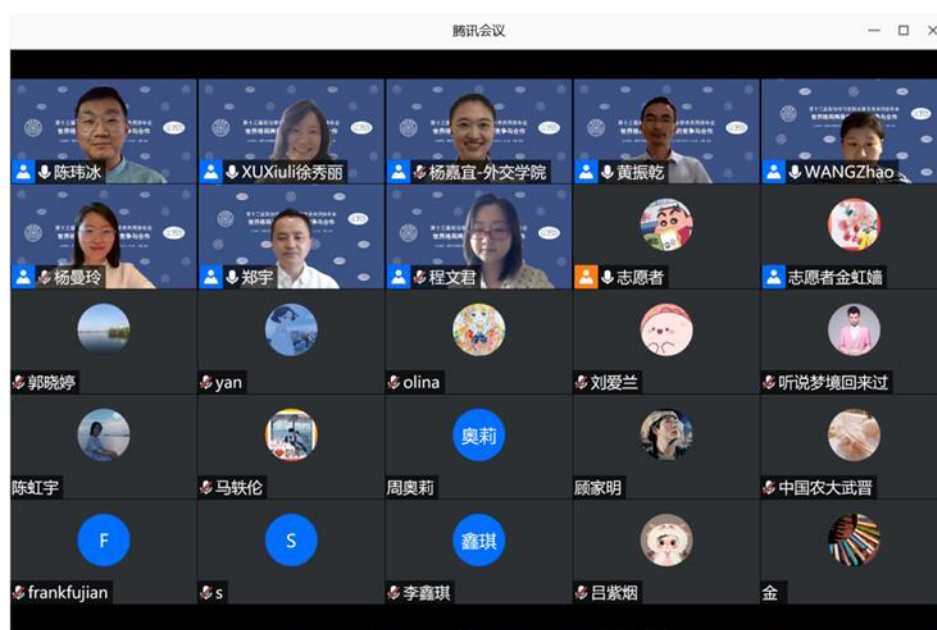 腾讯会议
陈玮冰
XUXiuli徐秀丽
杨嘉宜-外交学院
黄振乾
WANGZhao
杨曼玲
郑宇
程文君
志愿者
志愿者金虹嫱
郭晓婷
yan
olina
刘爱兰
听说梦境回来过
陈虹宇
马轶伦
奥莉
周奥莉
顾家明
中国农大武晋
F
frankfujian
S
s
鑫琪
李鑫琪
吕紫烟
金